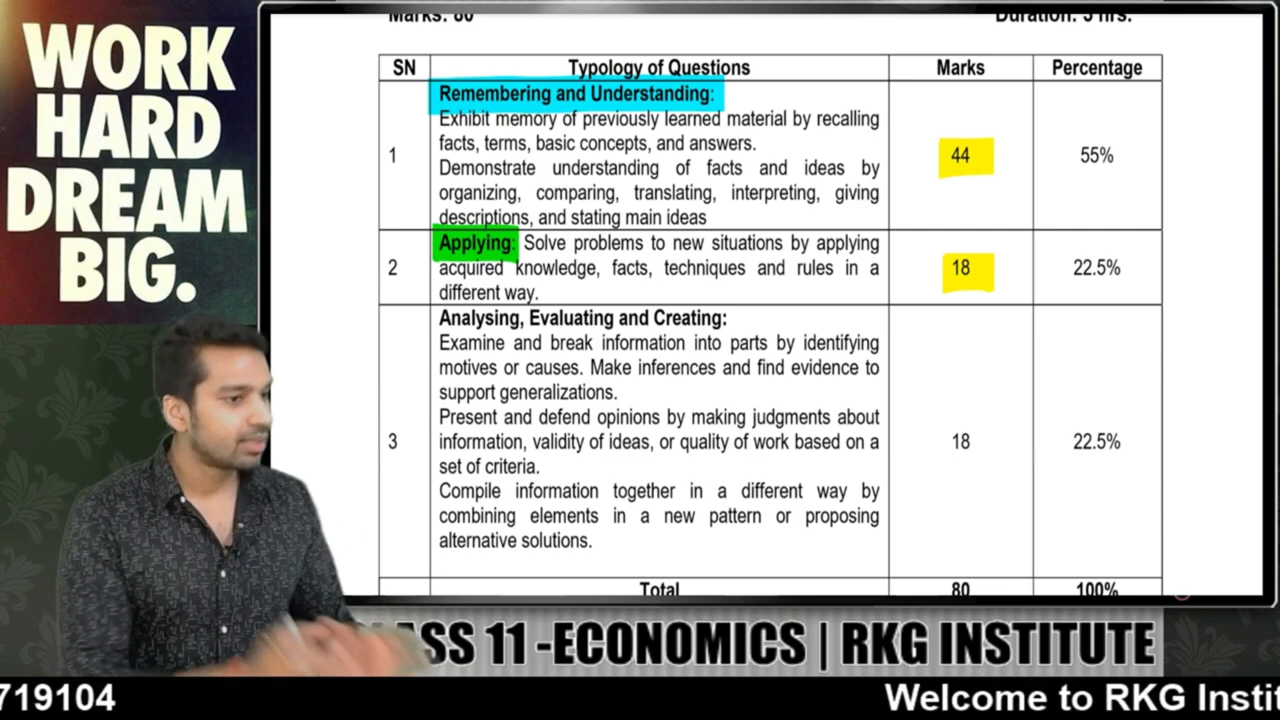 WORK
HARD
DREAM
BIG.
Marks: 80 Duration: 3 hrs.
SN Typology of Questions Marks Percentage
1 Remembering and Understanding: 44 55%
Exhibit memory of previously learned material by recalling
facts, terms, basic concepts, and answers.
Demonstrate understanding of facts and ideas by
organizing, comparing, translating, interpreting, giving
descriptions, and stating main ideas
2 Applying: Solve problems to new situations by applying 18 22.5%
acquired knowledge, facts, techniques and rules in a
different way.
3 Analysing, Evaluating and Creating: 18 22.5%
Examine and break information into parts by identifying
motives or causes. Make inferences and find evidence to
support generalizations.
Present and defend opinions by making judgments about
information, validity of ideas, or quality of work based on a
set of criteria.
Compile information together in a different way by
combining elements in a new pattern or proposing
alternative solutions.
Total 80 100%
ASS 11 -ECONOMICS | RKG INSTITUTE
719104 Welcome to RKG Instit